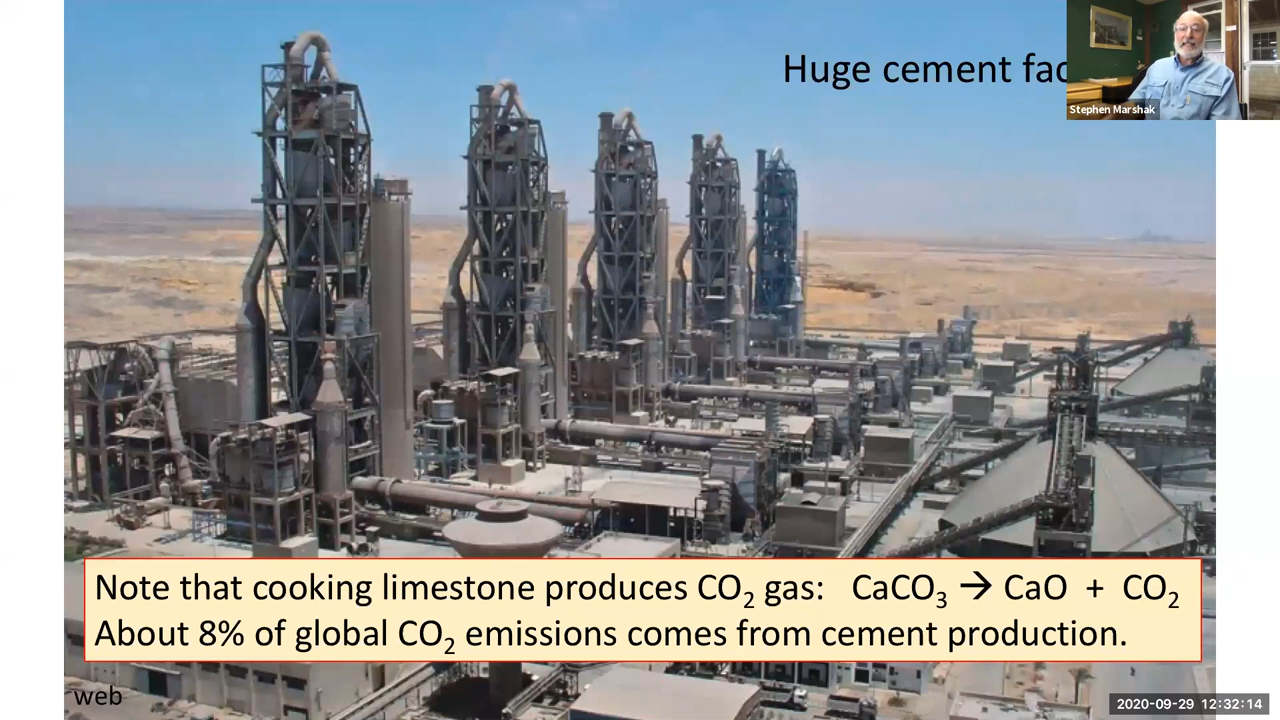 Huge cement fac
Stephen Marshak
Note that cooking limestone produces CO₂ gas: CaCO₃ → CaO + CO₂
About 8% of global CO₂ emissions comes from cement production.
web
2020-09-29 12:32:14